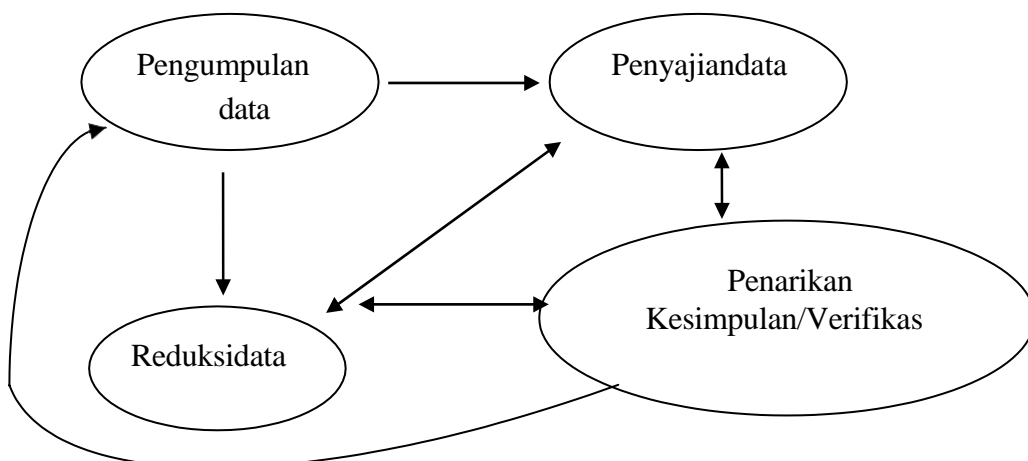 Pengumpulan
data
Penyajiandata
Reduksidata
Penarikan
Kesimpulan/Verifikas